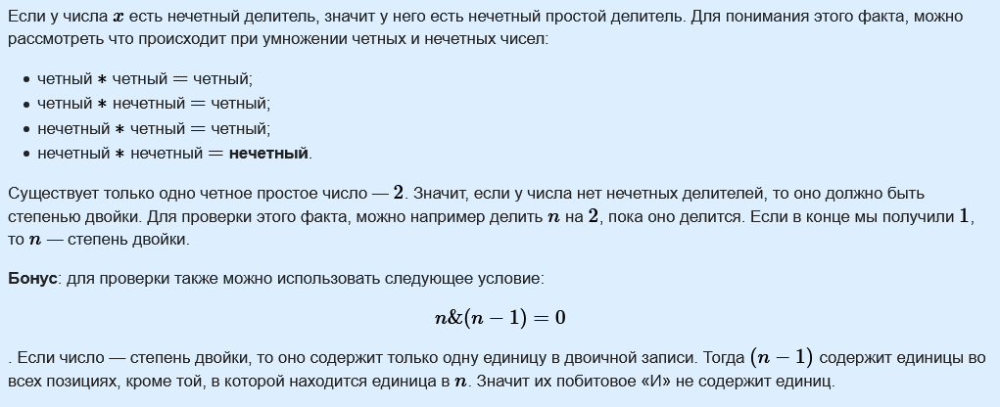 Если у числа x есть нечетный делитель, значит у него есть нечетный простой делитель. Для понимания этого факта, можно
рассмотреть что происходит при умножении четных и нечетных чисел:
• четный * четный = четный;
• четный * нечетный = четный;
• нечетный * четный = четный;
• нечетный * нечетный = нечетный.
Существует только одно четное простое число — 2. Значит, если у числа нет нечетных делителей, то оно должно быть
степенью двойки. Для проверки этого факта, можно например делить n на 2, пока оно делится. Если в конце мы получили 1,
то n — степень двойки.
Бонус: для проверки также можно использовать следующее условие:
n&(n − 1) = 0
. Если число — степень двойки, то оно содержит только одну единицу в двоичной записи. Тогда (n − 1) содержит единицы во
всех позициях, кроме той, в которой находится единица в n. Значит их побитовое «И» не содержит единиц.